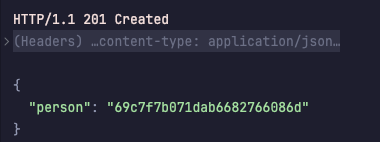 HTTP/1.1 201 Created
> (Headers) …content-type: application/json…
{
"person": "69c7f7b071dab6682766086d"
}